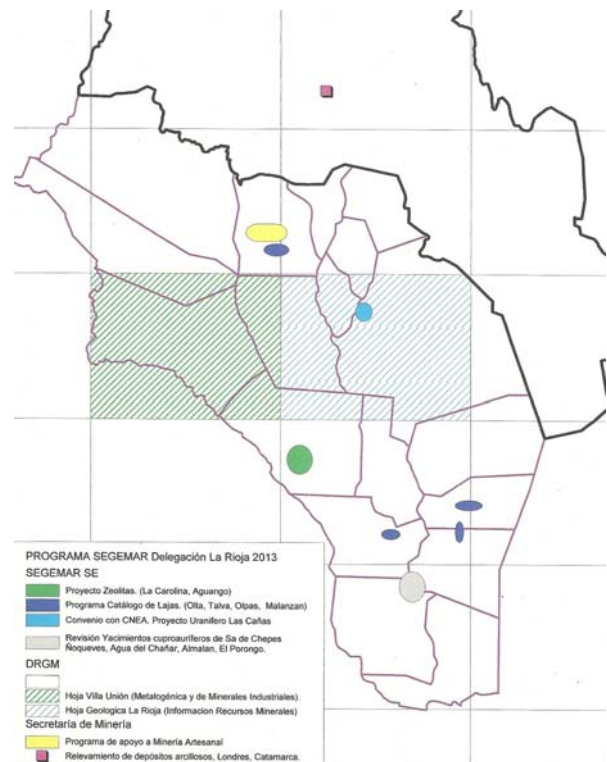 PROGRAMA SEGEMAR Delegación La Rioja 2013
SEGEMAR SE
Proyecto Zeolitas. (La Carolina, Aguango)
Programa Catálogo de Lajas. (Olta, Talva, Olpas, Malanzan)
Convenio con CNEA. Proyecto Uranifero Las Cañas
Revisión Yacimientos cuproauríferos de Sa de Chepes
Ñoqueves, Agua del Chañar, Almalan, El Porongo.
DRGM
Hoja Villa Unión (Metalogénica y de Minerales Industriales).
Hoja Geologica La Rioja (Informacion Recursos Minerales)
Secretaría de Minería
Programa de apoyo a Minería Artesanal
Relevamiento de depósitos arcillosos, Londres, Catamarca.